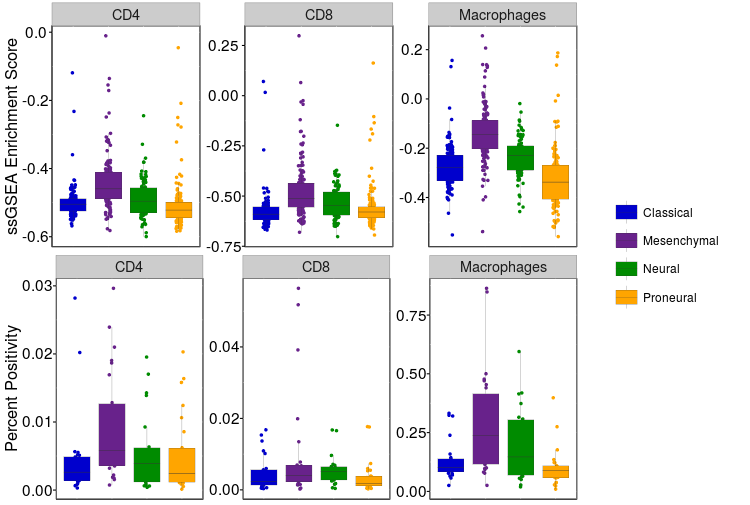 CD4
CD8
Macrophages
ssGSEA Enrichment Score
0.0
-0.2
-0.4
-0.6
0.25
0.00
-0.25
-0.50
-0.75
0.2
0.0
-0.2
-0.4
Classical
Mesenchymal
Neural
Proneural
CD4
CD8
Macrophages
Percent Positivity
0.03
0.02
0.01
0.00
0.04
0.02
0.00
0.75
0.50
0.25
0.00